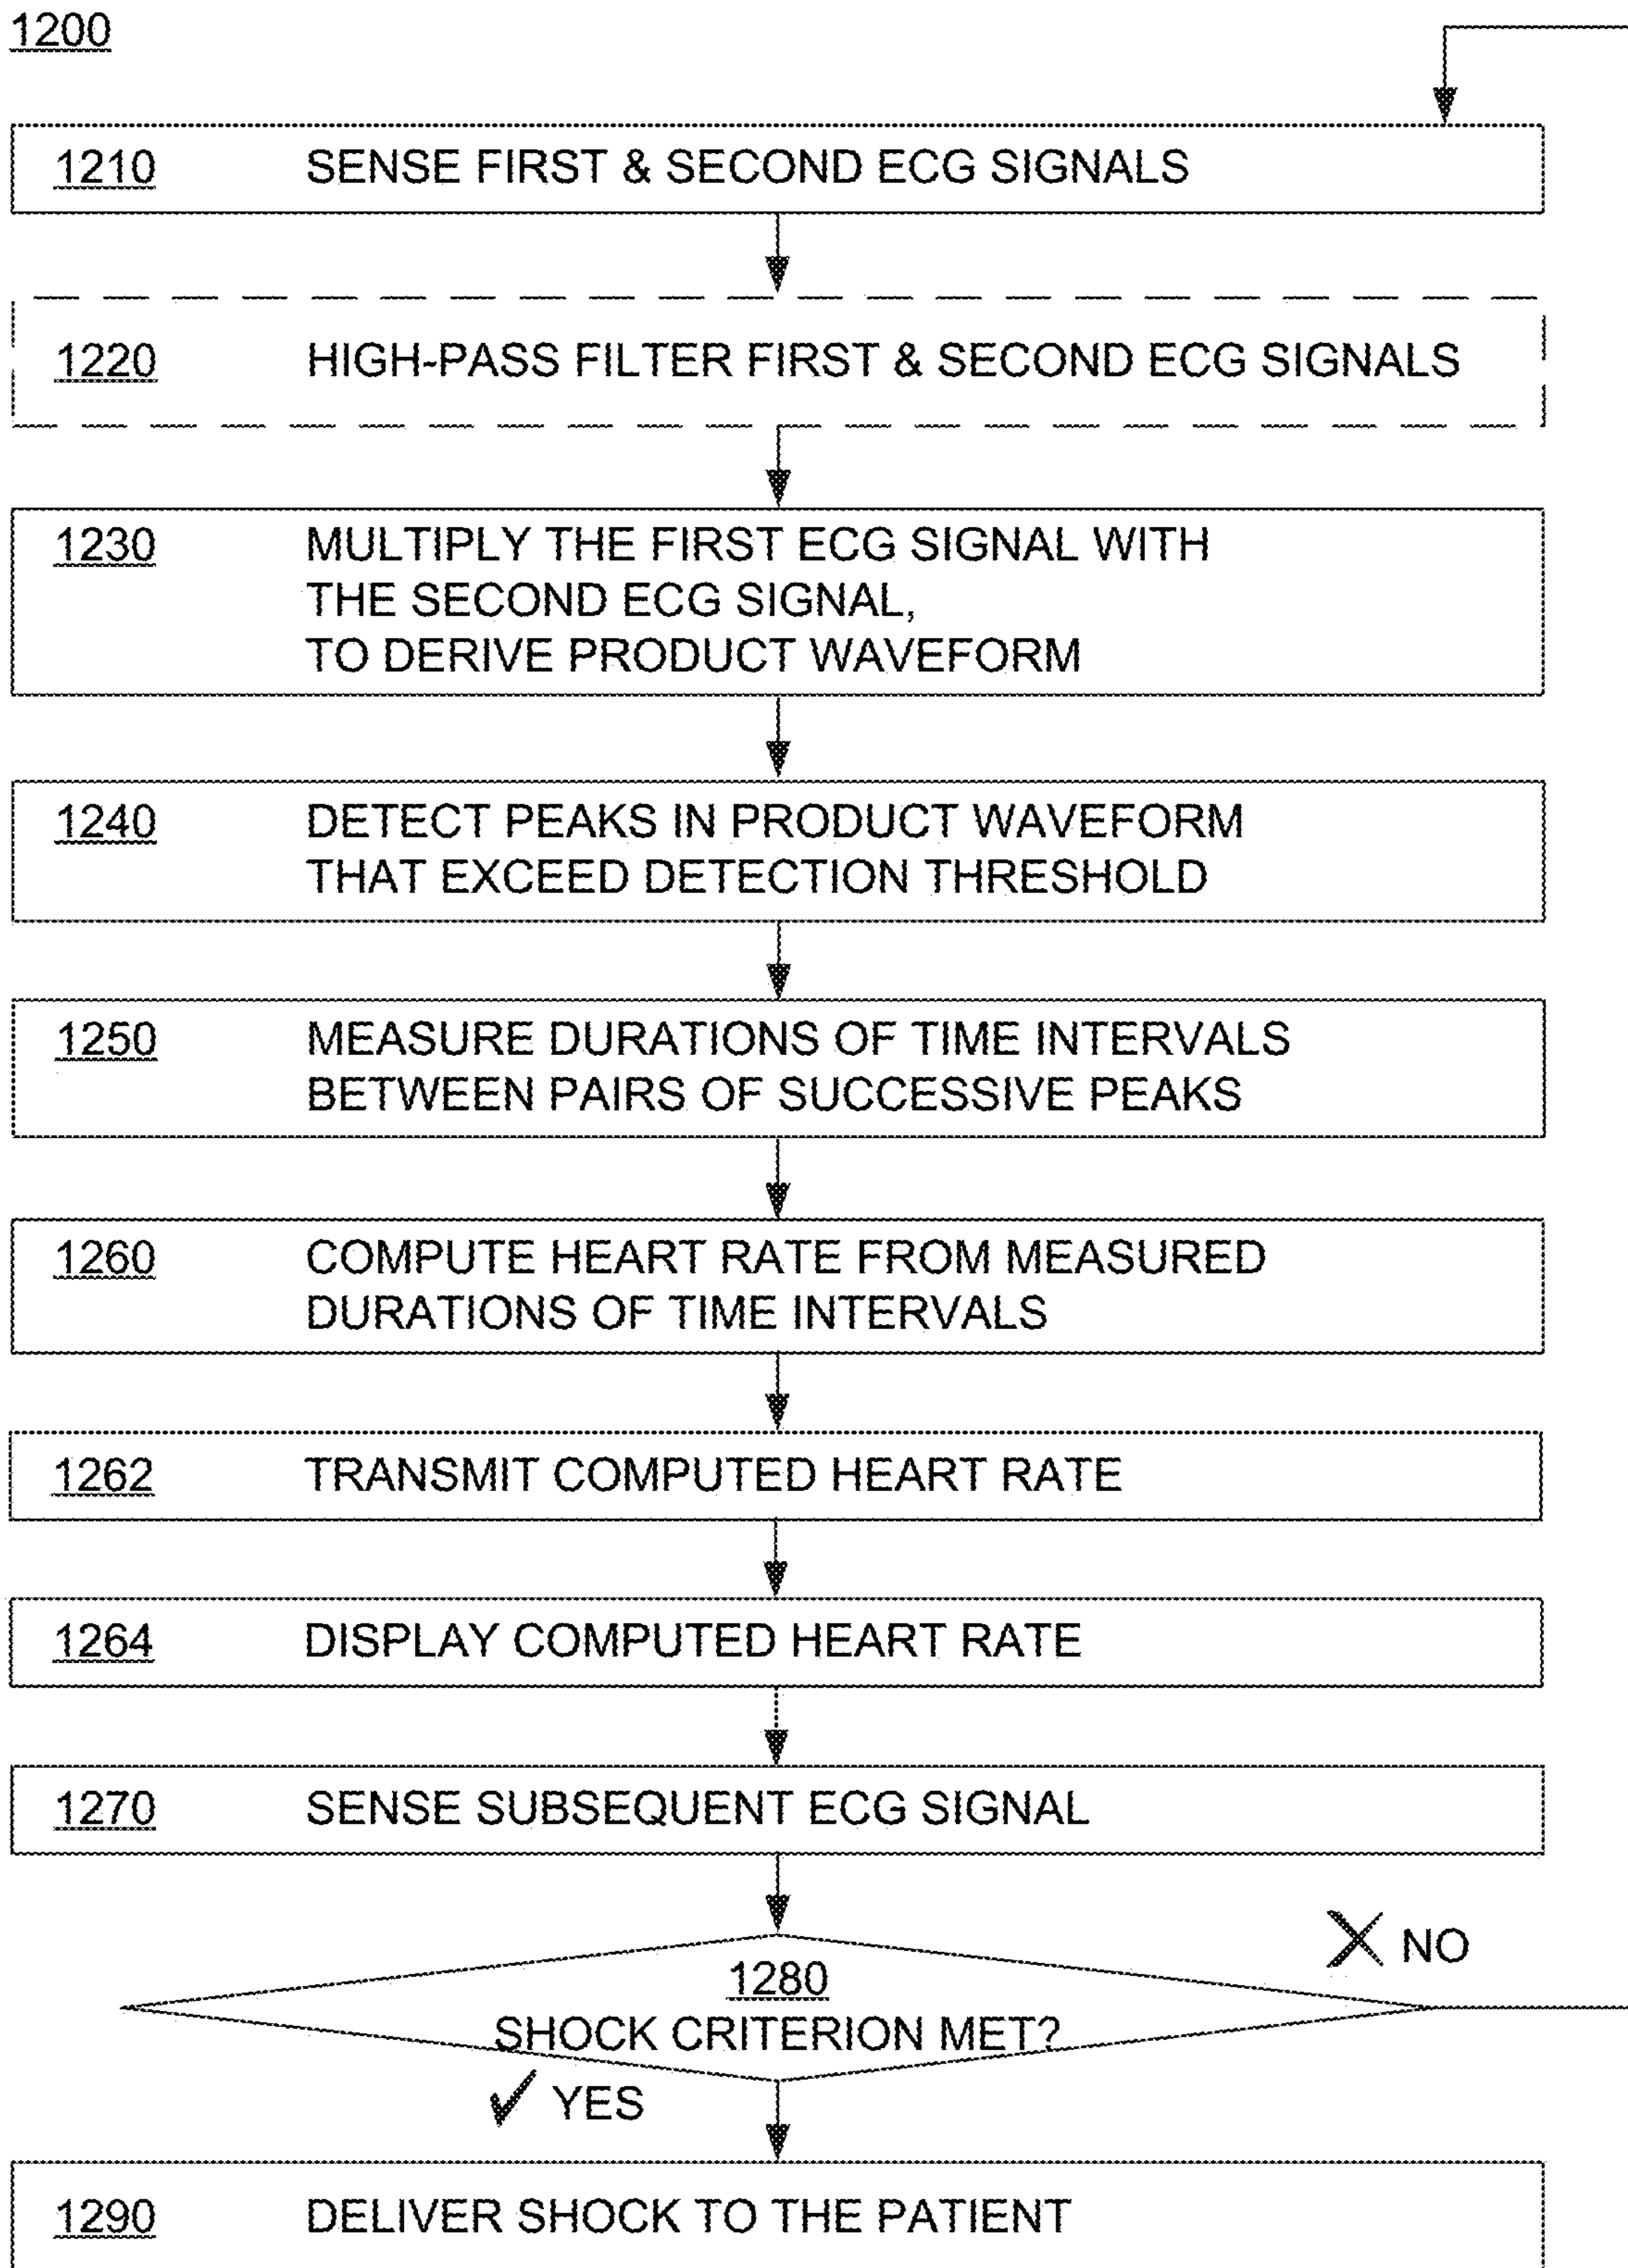 1200
1210 SENSE FIRST & SECOND ECG SIGNALS
1220 HIGH-PASS FILTER FIRST & SECOND ECG SIGNALS
1230 MULTIPLY THE FIRST ECG SIGNAL WITH
THE SECOND ECG SIGNAL,
TO DERIVE PRODUCT WAVEFORM
1240 DETECT PEAKS IN PRODUCT WAVEFORM
THAT EXCEED DETECTION THRESHOLD
1250 MEASURE DURATIONS OF TIME INTERVALS
BETWEEN PAIRS OF SUCCESSIVE PEAKS
1260 COMPUTE HEART RATE FROM MEASURED
DURATIONS OF TIME INTERVALS
1262 TRANSMIT COMPUTED HEART RATE
1264 DISPLAY COMPUTED HEART RATE
1270 SENSE SUBSEQUENT ECG SIGNAL
NO
1280
SHOCK CRITERION MET?
YES
1290 DELIVER SHOCK TO THE PATIENT